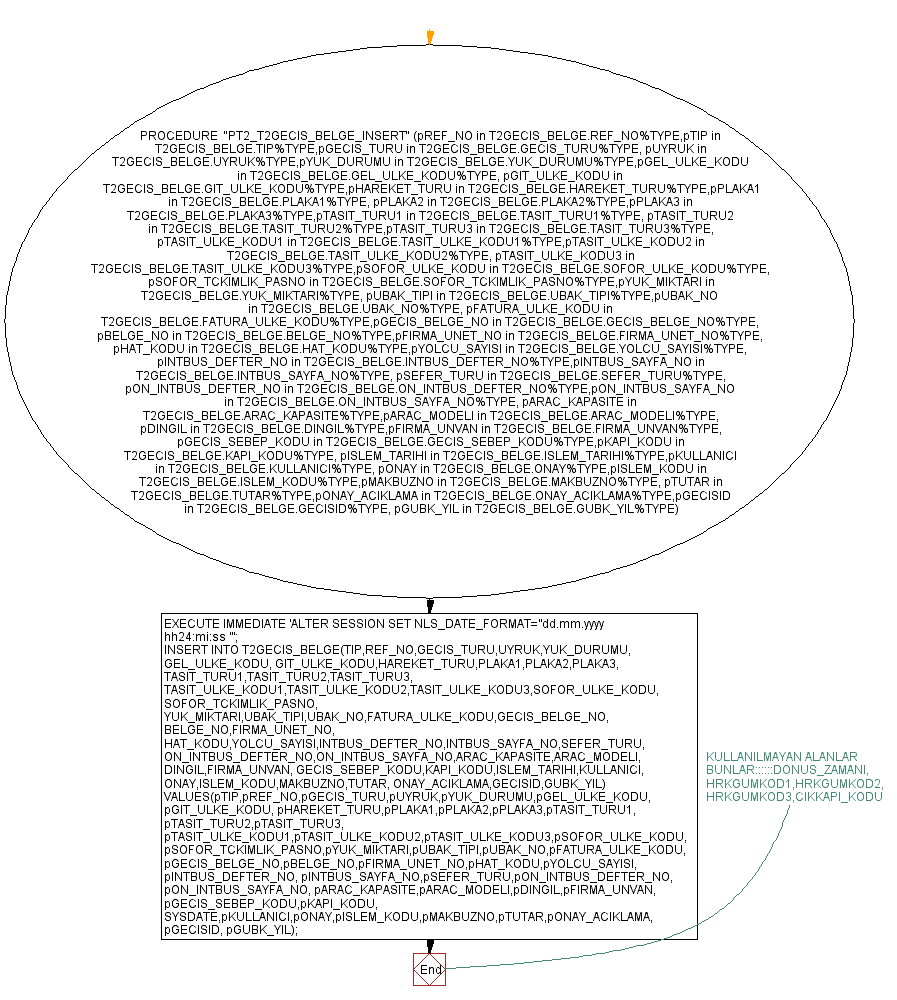 PROCEDURE "PT2_T2GECIS_BELGE_INSERT" (pREF_NO in T2GECIS_BELGE.REF_NO%TYPE,pTIP in
T2GECIS_BELGE.TIP%TYPE,pGECIS_TURU in T2GECIS_BELGE.GECIS_TURU%TYPE, pUYRUK in
T2GECIS_BELGE.UYRUK%TYPE,pYUK_DURUMU in T2GECIS_BELGE.YUK_DURUMU%TYPE,pGEL_ULKE_KODU
in T2GECIS_BELGE.GEL_ULKE_KODU%TYPE, pGIT_ULKE_KODU in
T2GECIS_BELGE.GIT_ULKE_KODU%TYPE,pHAREKET_TURU in T2GECIS_BELGE.HAREKET_TURU%TYPE,pPLAKA1
in T2GECIS_BELGE.PLAKA1%TYPE, pPLAKA2 in T2GECIS_BELGE.PLAKA2%TYPE,pPLAKA3 in
T2GECIS_BELGE.PLAKA3%TYPE,pTASIT_TURU1 in T2GECIS_BELGE.TASIT_TURU1%TYPE, pTASIT_TURU2
in T2GECIS_BELGE.TASIT_TURU2%TYPE,pTASIT_TURU3 in T2GECIS_BELGE.TASIT_TURU3%TYPE,
pTASIT_ULKE_KODU1 in T2GECIS_BELGE.TASIT_ULKE_KODU1%TYPE,pTASIT_ULKE_KODU2 in
T2GECIS_BELGE.TASIT_ULKE_KODU2%TYPE, pTASIT_ULKE_KODU3 in
T2GECIS_BELGE.TASIT_ULKE_KODU3%TYPE,pSOFOR_ULKE_KODU in T2GECIS_BELGE.SOFOR_ULKE_KODU%TYPE,
pSOFOR_TCKIMLIK_PASNO in T2GECIS_BELGE.SOFOR_TCKIMLIK_PASNO%TYPE,pYUK_MIKTARI in
T2GECIS_BELGE.YUK_MIKTARI%TYPE, pUBAK_TIPI in T2GECIS_BELGE.UBAK_TIPI%TYPE,pUBAK_NO
in T2GECIS_BELGE.UBAK_NO%TYPE, pFATURA_ULKE_KODU in
T2GECIS_BELGE.FATURA_ULKE_KODU%TYPE,pGECIS_BELGE_NO in T2GECIS_BELGE.GECIS_BELGE_NO%TYPE,
pBELGE_NO in T2GECIS_BELGE.BELGE_NO%TYPE,pFIRMA_UNET_NO in T2GECIS_BELGE.FIRMA_UNET_NO%TYPE,
pHAT_KODU in T2GECIS_BELGE.HAT_KODU%TYPE,pYOLCU_SAYISI in T2GECIS_BELGE.YOLCU_SAYISI%TYPE,
pINTBUS_DEFTER_NO in T2GECIS_BELGE.INTBUS_DEFTER_NO%TYPE,pINTBUS_SAYFA_NO in
T2GECIS_BELGE.INTBUS_SAYFA_NO%TYPE, pSEFER_TURU in T2GECIS_BELGE.SEFER_TURU%TYPE,
pON_INTBUS_DEFTER_NO in T2GECIS_BELGE.ON_INTBUS_DEFTER_NO%TYPE,pON_INTBUS_SAYFA_NO
in T2GECIS_BELGE.ON_INTBUS_SAYFA_NO%TYPE, pARAC_KAPASITE in
T2GECIS_BELGE.ARAC_KAPASITE%TYPE,pARAC_MODELI in T2GECIS_BELGE.ARAC_MODELI%TYPE,
pDINGIL in T2GECIS_BELGE.DINGIL%TYPE,pFIRMA_UNVAN in T2GECIS_BELGE.FIRMA_UNVAN%TYPE,
pGECIS_SEBEP_KODU in T2GECIS_BELGE.GECIS_SEBEP_KODU%TYPE,pKAPI_KODU in
T2GECIS_BELGE.KAPI_KODU%TYPE, pISLEM_TARIHI in T2GECIS_BELGE.ISLEM_TARIHI%TYPE,pKULLANICI
in T2GECIS_BELGE.KULLANICI%TYPE, pONAY in T2GECIS_BELGE.ONAY%TYPE,pISLEM_KODU in
T2GECIS_BELGE.ISLEM_KODU%TYPE,pMAKBUZNO in T2GECIS_BELGE.MAKBUZNO%TYPE, pTUTAR in
T2GECIS_BELGE.TUTAR%TYPE,pONAY_ACIKLAMA in T2GECIS_BELGE.ONAY_ACIKLAMA%TYPE,pGECISID
in T2GECIS_BELGE.GECISID%TYPE, pGUBK_YIL in T2GECIS_BELGE.GUBK_YIL%TYPE)
EXECUTE IMMEDIATE 'ALTER SESSION SET NLS_DATE_FORMAT="dd.mm.yyyy
hh24:mi:ss "';
INSERT INTO T2GECIS_BELGE(TIP,REF_NO,GECIS_TURU,UYRUK,YUK_DURUMU,
GEL_ULKE_KODU, GIT_ULKE_KODU,HAREKET_TURU,PLAKA1,PLAKA2,PLAKA3,
TASIT_TURU1,TASIT_TURU2,TASIT_TURU3,
TASIT_ULKE_KODU1,TASIT_ULKE_KODU2,TASIT_ULKE_KODU3,SOFOR_ULKE_KODU,
SOFOR_TCKIMLIK_PASNO,
YUK_MIKTARI,UBAK_TIPI,UBAK_NO,FATURA_ULKE_KODU,GECIS_BELGE_NO,
BELGE_NO,FIRMA_UNET_NO,
HAT_KODU,YOLCU_SAYISI,INTBUS_DEFTER_NO,INTBUS_SAYFA_NO,SEFER_TURU,
ON_INTBUS_DEFTER_NO,ON_INTBUS_SAYFA_NO,ARAC_KAPASITE,ARAC_MODELI,
DINGIL,FIRMA_UNVAN, GECIS_SEBEP_KODU,KAPI_KODU,ISLEM_TARIHI,KULLANICI,
ONAY,ISLEM_KODU,MAKBUZNO,TUTAR, ONAY_ACIKLAMA,GECISID,GUBK_YIL)
VALUES(pTIP,pREF_NO,pGECIS_TURU,pUYRUK,pYUK_DURUMU,pGEL_ULKE_KODU,
pGIT_ULKE_KODU, pHAREKET_TURU,pPLAKA1,pPLAKA2,pPLAKA3,pTASIT_TURU1,
pTASIT_TURU2,pTASIT_TURU3,
pTASIT_ULKE_KODU1,pTASIT_ULKE_KODU2,pTASIT_ULKE_KODU3,pSOFOR_ULKE_KODU,
pSOFOR_TCKIMLIK_PASNO,pYUK_MIKTARI,pUBAK_TIPI,pUBAK_NO,pFATURA_ULKE_KODU,
pGECIS_BELGE_NO,pBELGE_NO,pFIRMA_UNET_NO,pHAT_KODU,pYOLCU_SAYISI,
pINTBUS_DEFTER_NO, pINTBUS_SAYFA_NO,pSEFER_TURU,pON_INTBUS_DEFTER_NO,
pON_INTBUS_SAYFA_NO, pARAC_KAPASITE,pARAC_MODELI,pDINGIL,pFIRMA_UNVAN,
pGECIS_SEBEP_KODU,pKAPI_KODU,
SYSDATE,pKULLANICI,pONAY,pISLEM_KODU,pMAKBUZNO,pTUTAR,pONAY_ACIKLAMA,
pGECISID, pGUBK_YIL);
KULLANILMAYAN ALANLAR
BUNLAR::::::DONUS_ZAMANI,
HRKGUMKOD1,HRKGUMKOD2,
HRKGUMKOD3,CIKKAPI_KODU
End